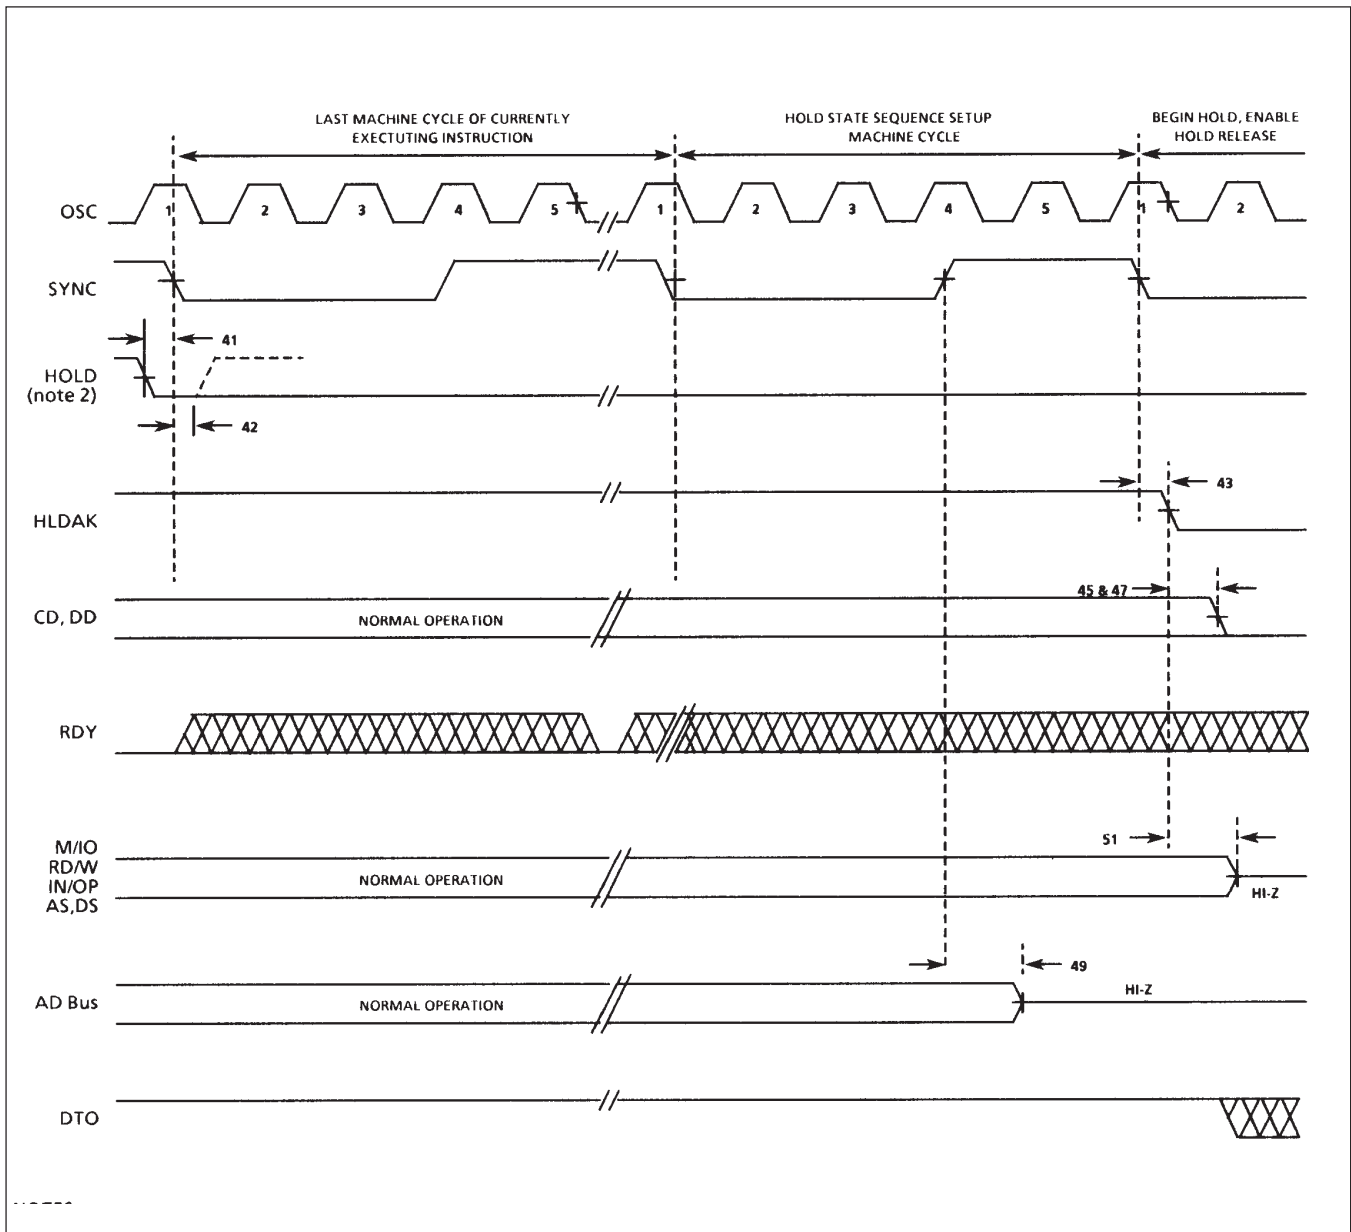 LAST MACHINE CYCLE OF CURRENTLY
EXECTUTING INSTRUCTION
HOLD STATE SEQUENCE SETUP
MACHINE CYCLE
BEGIN HOLD, ENABLE
HOLD RELEASE
OSC
1 2 3 4 5 1 2 3 4 5 1 2
SYNC
41
HOLD
(note 2)
42
43
HLDAK
45 & 47
CD, DD
NORMAL OPERATION
RDY
51
M/IO
RD/W
IN/OP
AS,DS
NORMAL OPERATION
HI-Z
49
AD Bus
NORMAL OPERATION
HI-Z
DTO